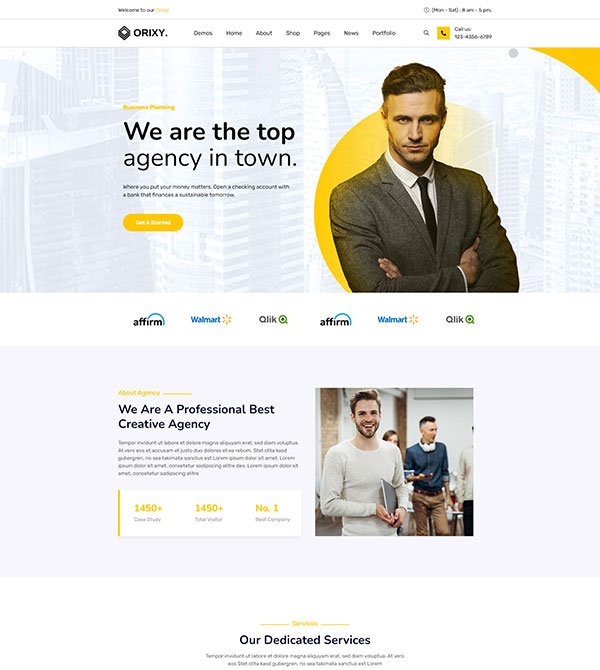 Welcome to our Orixy!
(Mon - Sat) : 8 am - 5 pm,
ORIXY.
Demos Home About Shop Pages News Portfolio
Call us:
123-4356-6789
Business Planning
We are the top
agency in town.
Where you put your money matters. Open a checking account with
a bank that finances a sustainable tomorrow.
Get A Started
affirm Walmart Qlik affirm Walmart Qlik
About Agency
We Are A Professional Best
Creative Agency
Tempor invidunt ut labore et dolore magna aliquyam erat, sed diam voluptua.
At vero eos et accusam et duo dolores et ea rebum. Stet clita kasd
gubergren, no sea takimata sanctus est Lorem ipsum dolor sit amet. Lorem
ipsum dolor sit amet, consetetur sadipscing elitre deo. Lorem ipsum dolor sit
amet, consetetur sadipscing elitre
1450+ 1450+ No. 1
Case Study Total Visitor Best Company
Services
Our Dedicated Services
Tempor invidunt ut labore et dolore magna aliquyam erat, sed diam voluptua. At vero
eos et accusam et duo dolores et ea rebum. Stet clita kasd gubergren, no sea takimata sanctus est Lorem